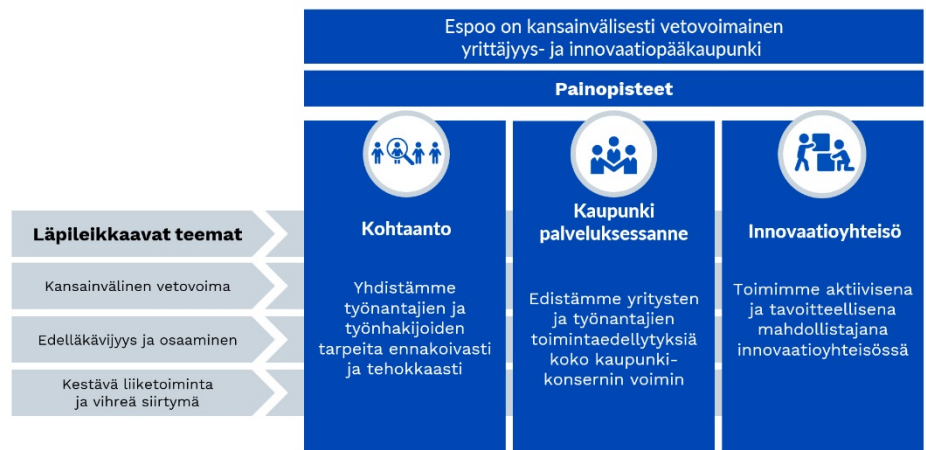 Espoo on kansainvälisesti vetovoimainen
yrittäjyys- ja innovaatiopääkaupunki
Painopisteet
Läpileikkaavat teemat
Kansainvälinen vetovoima
Edelläkävijyys ja osaaminen
Kestävä liiketoiminta
ja vihreä siirtymä
Kohtaanto
Yhdistämme
työnantajien ja
työnhakijoiden
tarpeita ennakoivasti
ja tehokkaasti
Kaupunki
palveluksessanne
Edistämme yritysten
ja työnantajien
toimintaedellytyksiä
koko kaupunki-
konsernin voimin
Innovaatioyhteisö
Toimimme aktiivisena
ja tavoitteellisena
mahdollistajana
innovaatioyhteisössä